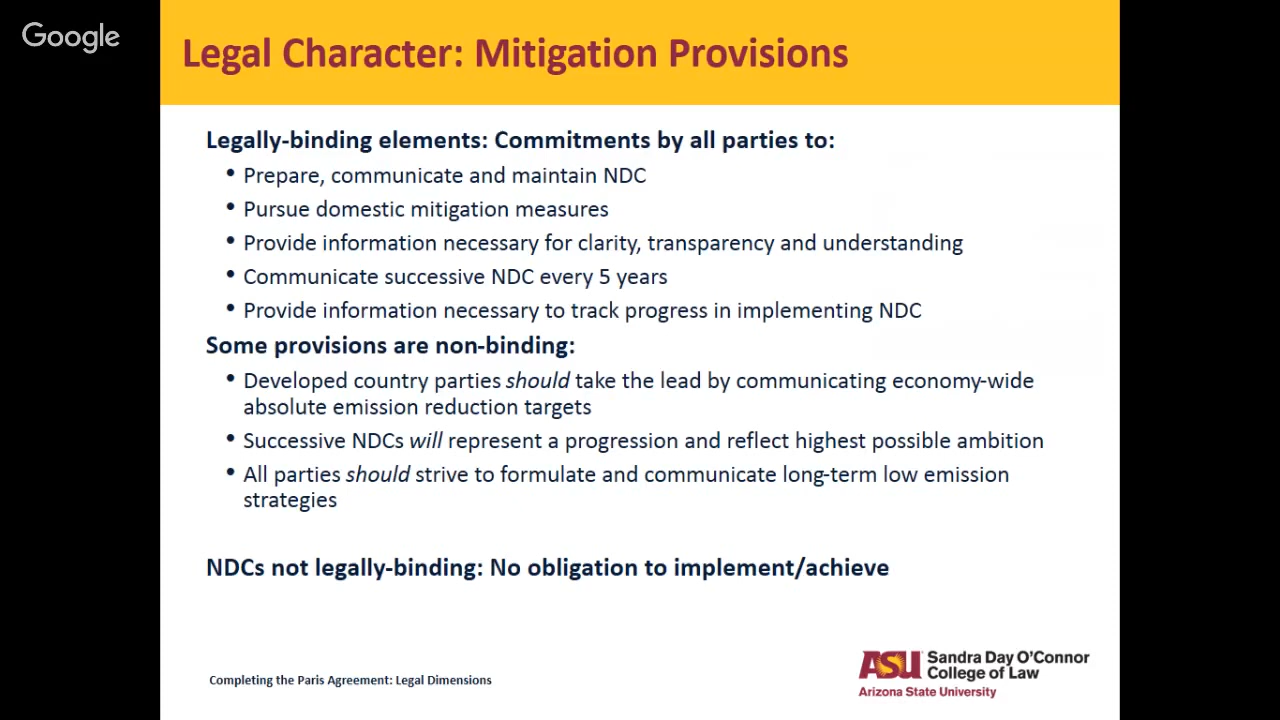 Google
Legal Character: Mitigation Provisions
Legally-binding elements: Commitments by all parties to:
• Prepare, communicate and maintain NDC
• Pursue domestic mitigation measures
• Provide information necessary for clarity, transparency and understanding
• Communicate successive NDC every 5 years
• Provide information necessary to track progress in implementing NDC
Some provisions are non-binding:
• Developed country parties should take the lead by communicating economy-wide
absolute emission reduction targets
• Successive NDCs will represent a progression and reflect highest possible ambition
• All parties should strive to formulate and communicate long-term low emission
strategies
NDCs not legally-binding: No obligation to implement/achieve
Completing the Paris Agreement: Legal Dimensions
ASU Sandra Day O'Connor
College of Law
Arizona State University